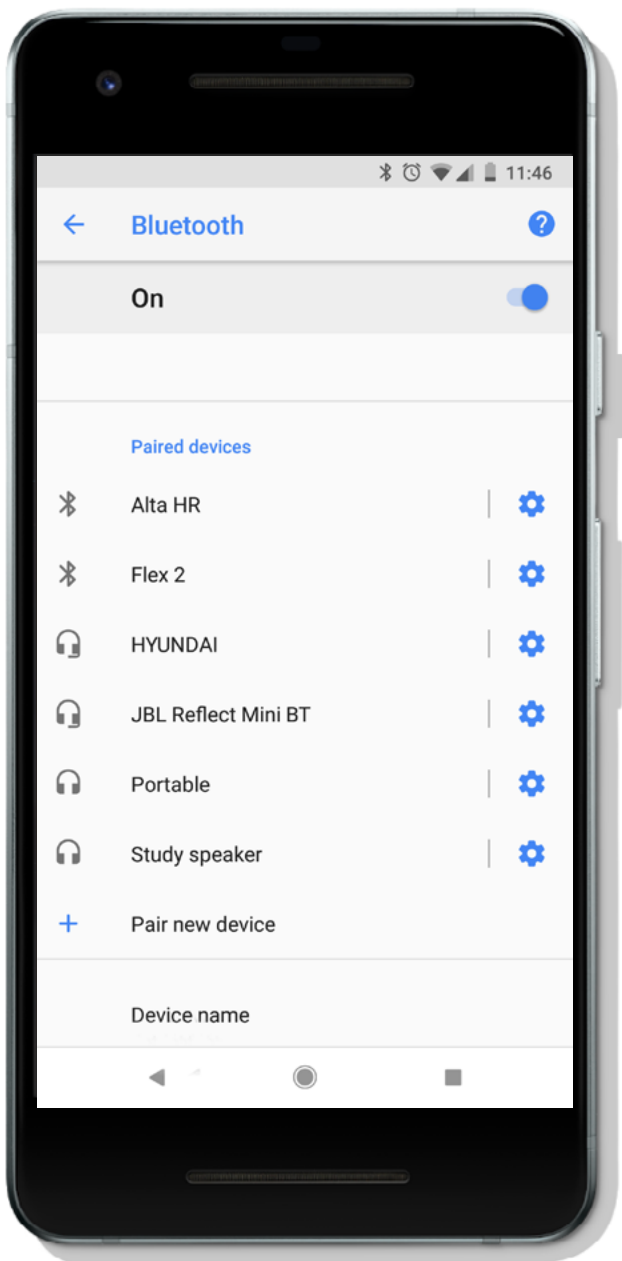 11:46
Bluetooth
On
Paired devices
Alta HR
Flex 2
HYUNDAI
JBL Reflect Mini BT
Portable
Study speaker
Pair new device
Device name